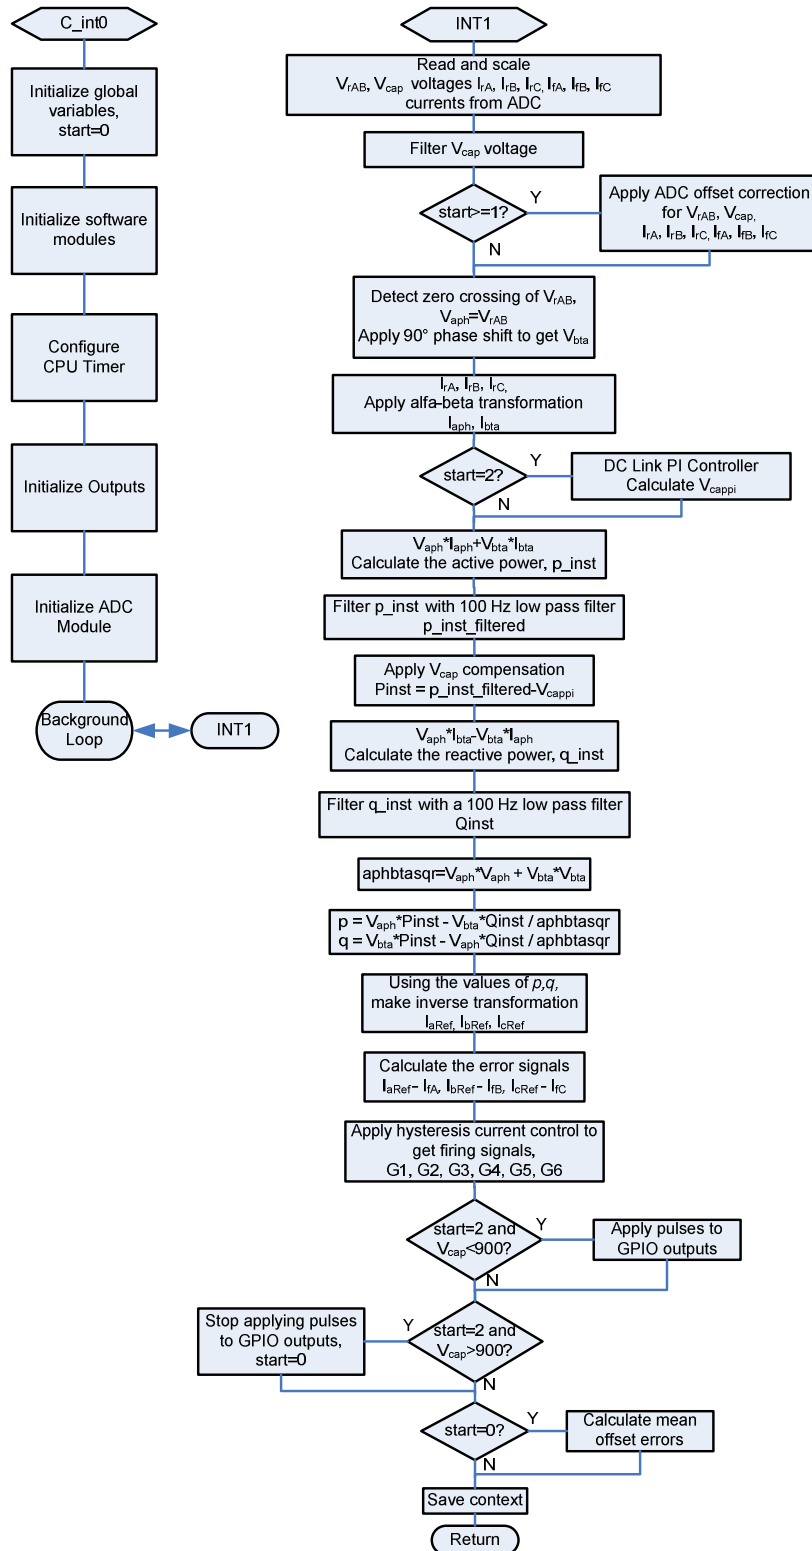 C_int0
Initialize global
variables,
start=0
Initialize software
modules
Configure
CPU Timer
Initialize Outputs
Initialize ADC
Module
Background
Loop
INT1
INT1
Read and scale
VrAB, Vcap voltages IrA, IrB, IrC, IfA, IfB, IfC
currents from ADC
Filter Vcap voltage
start>=1?
Y
N
Apply ADC offset correction
for VrAB, Vcap,
IrA, IrB, IrC, IfA, IfB, IfC
Detect zero crossing of VrAB,
Vaph=VrAB
Apply 90° phase shift to get Vbta
IrA, IrB, IrC,
Apply alfa-beta transformation
Iaph, Ibta
start=2?
Y
N
DC Link PI Controller
Calculate Vcappi
Vaph*Iaph+Vbta*Ibta
Calculate the active power, p_inst
Filter p_inst with 100 Hz low pass filter
p_inst_filtered
Apply Vcap compensation
Pinst = p_inst_filtered-Vcappi
Vaph*Ibta-Vbta*Iaph
Calculate the reactive power, q_inst
Filter q_inst with a 100 Hz low pass filter
Qinst
aphbtasqr=Vaph*Vaph + Vbta*Vbta
p = Vaph*Pinst - Vbta*Qinst / aphbtasqr
q = Vbta*Pinst - Vaph*Qinst / aphbtasqr
Using the values of p,q,
make inverse transformation
IaRef, IbRef, IcRef
Calculate the error signals
IaRef - IfA, IbRef - IfB, IcRef - IfC
Apply hysteresis current control to
get firing signals,
G1, G2, G3, G4, G5, G6
start=2 and
Vcap<900?
Y
N
Apply pulses to
GPIO outputs
start=2 and
Vcap>900?
Y
N
Stop applying pulses
to GPIO outputs,
start=0
start=0?
Y
N
Calculate mean
offset errors
Save context
Return